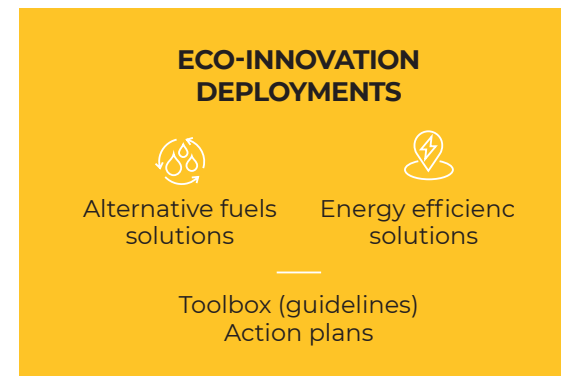 ECO-INNOVATION
DEPLOYMENTS
Alternative fuels
solutions
Energy efficienc
solutions
Toolbox (guidelines)
Action plans